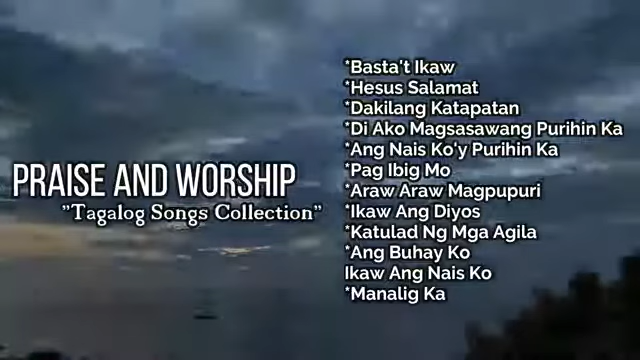 PRAISE AND WORSHIP
"Tagalog Songs Collection"
*Basta't Ikaw
*Hesus Salamat
*Dakilang Katapatan
*Di Ako Magsasawang Purihin Ka
*Ang Nais Ko'y Purihin Ka
*Pag Ibig Mo
*Araw Araw Magpupuri
*Ikaw Ang Diyos
*Katulad Ng Mga Agila
*Ang Buhay Ko
Ikaw Ang Nais Ko
*Manalig Ka